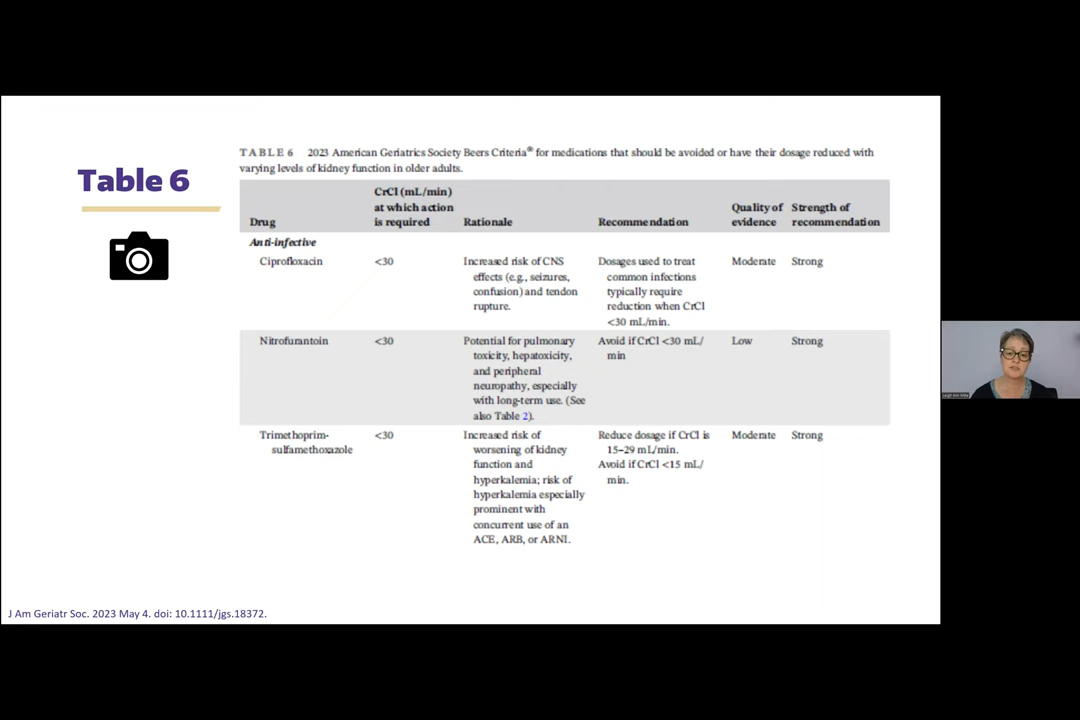 Table 6
TABLE 6 2023 American Geriatrics Society Beers Criteria® for medications that should be avoided or have their dosage reduced with
varying levels of kidney function in older adults.
Drug
CrCl (mL/min)
at which action
is required
Rationale
Recommendation
Quality of
evidence
Strength of
recommendation
Anti-infective
Ciprofloxacin
<30
Increased risk of CNS
effects (e.g., seizures,
confusion) and tendon
rupture.
Dosages used to treat
common infections
typically require
reduction when CrCl
<30 mL/min.
Moderate
Strong
Nitrofurantoin
<30
Potential for pulmonary
toxicity, hepatoxicity,
and peripheral
neuropathy, especially
with long-term use. (See
also Table 2).
Avoid if CrCl <30 mL/
min
Low
Strong
Trimethoprim-
sulfamethoxazole
<30
Increased risk of
worsening of kidney
function and
hyperkalemia; risk of
hyperkalemia especially
prominent with
concurrent use of an
ACE, ARB, or ARNI.
Reduce dosage if CrCl is
15–29 mL/min.
Avoid if CrCl <15 mL/
min.
Moderate
Strong
J Am Geriatr Soc. 2023 May 4. doi: 10.1111/jgs.18372.